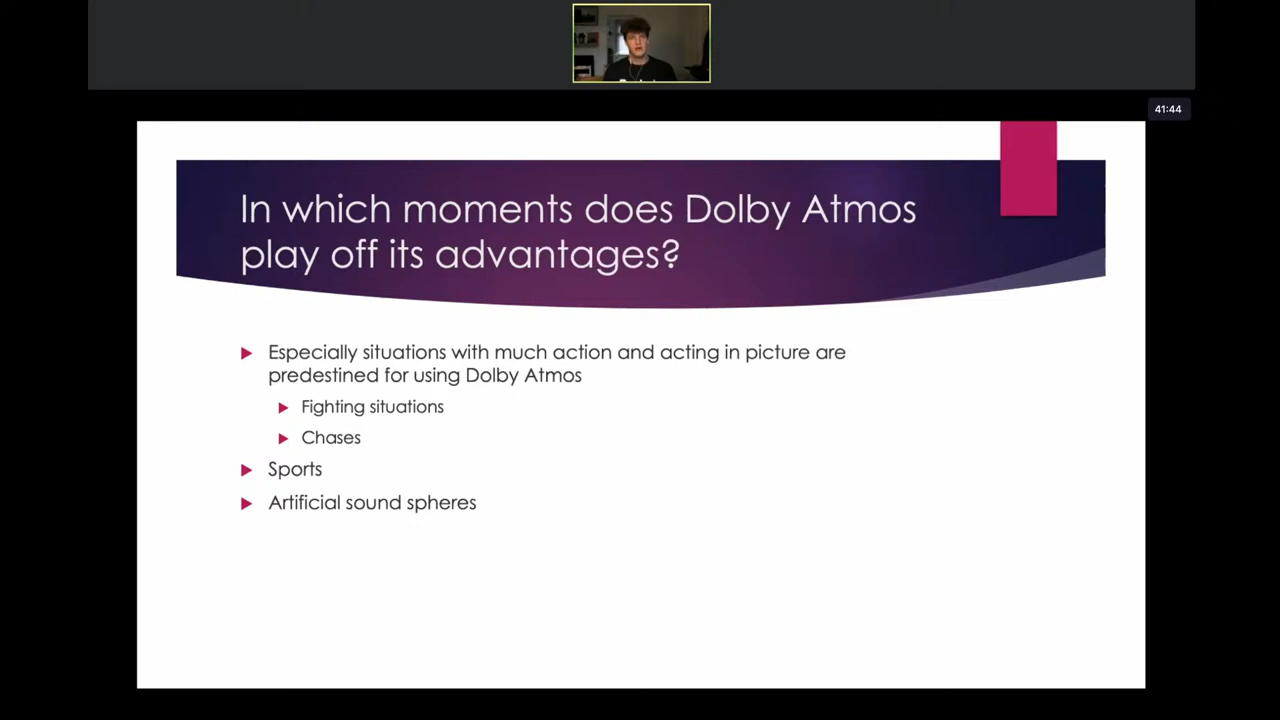 41:44
In which moments does Dolby Atmos
play off its advantages?
Especially situations with much action and acting in picture are
predestined for using Dolby Atmos
Fighting situations
Chases
Sports
Artificial sound spheres